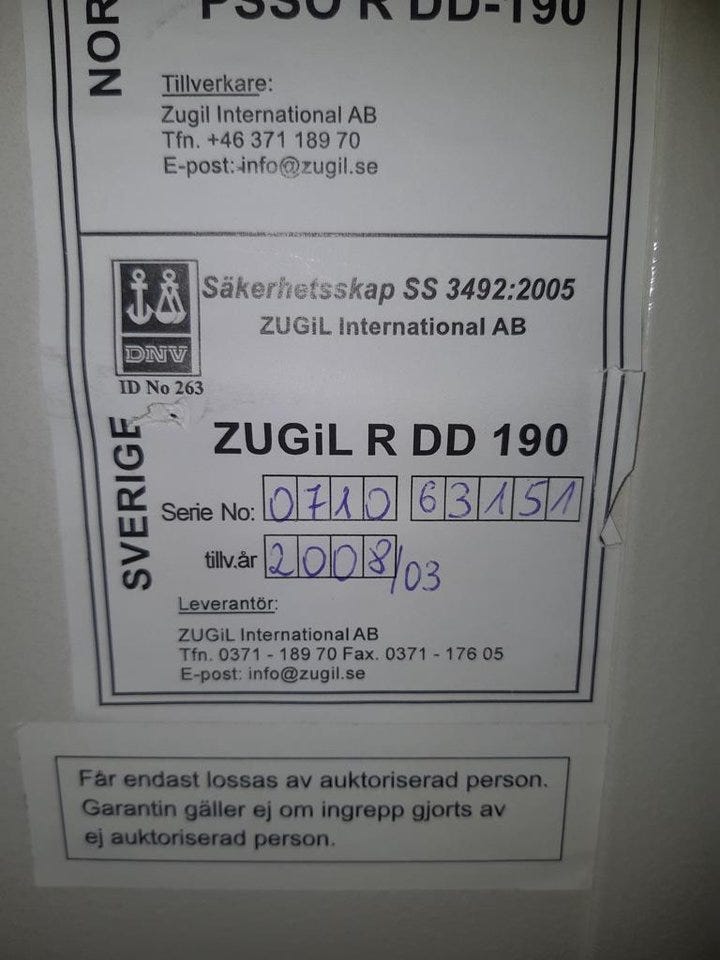 PSSO R DD-190
NOR
Tillverkare:
Zugil International AB
Tfn. +46 371 189 70
E-post: info@zugil.se
DNV
ID No 263
Säkerhetsskap SS 3492:2005
ZUGiL International AB
SVERIGE
ZUGiL R DD 190
Serie No: 0710 63151
tillv.år 2008/03
Leverantör:
ZUGiL International AB
Tfn. 0371 - 189 70 Fax. 0371 - 176 05
E-post: info@zugil.se
Får endast lossas av auktoriserad person.
Garantin gäller ej om ingrepp gjorts av
ej auktoriserad person.